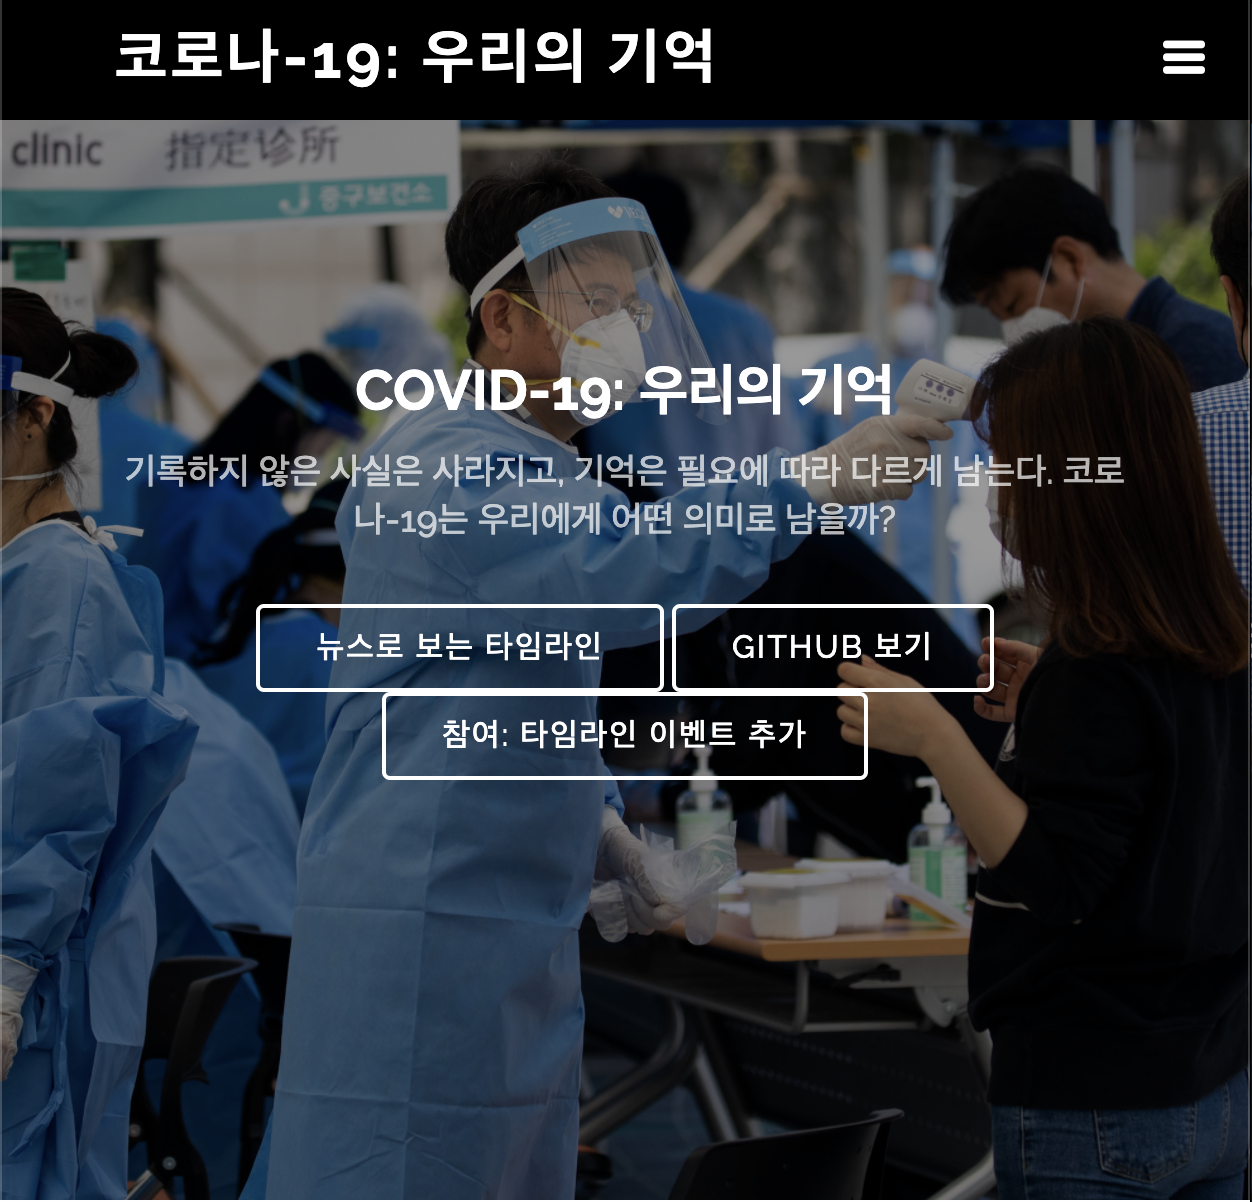 코로나-19: 우리의 기억
clinic 指定诊所
중구보건소
COVID-19: 우리의 기억
기록하지 않은 사실은 사라지고, 기억은 필요에 따라 다르게 남는다. 코로
나-19는 우리에게 어떤 의미로 남을까?
뉴스로 보는 타임라인
GITHUB 보기
참여: 타임라인 이벤트 추가